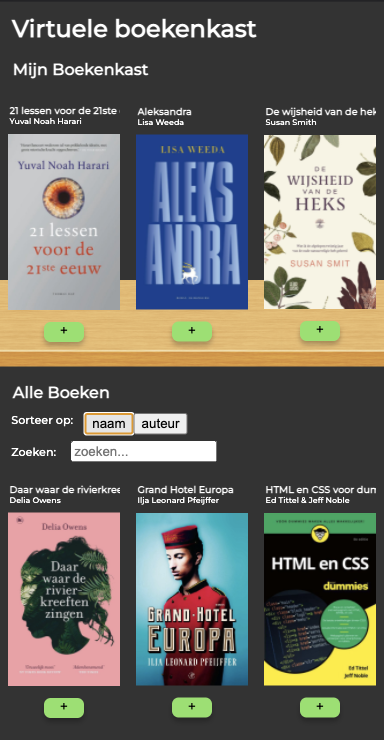 Virtuele boekenkast
Mijn Boekenkast
21 lessen voor de 21ste
Yuval Noah Harari
Aleksandra
Lisa Weeda
De wijsheid van de hek
Susan Smith
Yuval Noah Harari
21 lessen
voor de
21ste eeuw
LISA WEEDA
ALEKS
ANDRA
DE
WIJSHEID
VAN DE
HEKS
SUSAN SMIT
+
+
+
Alle Boeken
Sorteer op: naam auteur
Zoeken: zoeken...
Daar waar de rivierkree
Delia Owens
Grand Hotel Europa
Ilja Leonard Pfeijffer
HTML en CSS voor dum
Ed Tittel & Jeff Noble
Delia Owens
Daar
waar de
rivier-
kreeften
zingen
GRAND-HOTEL
EUROPA
ILJA LEONARD PFEIJFFER
HTML en CSS
voor
dummies
Ed Tittel
Jeff Noble
+
+
+